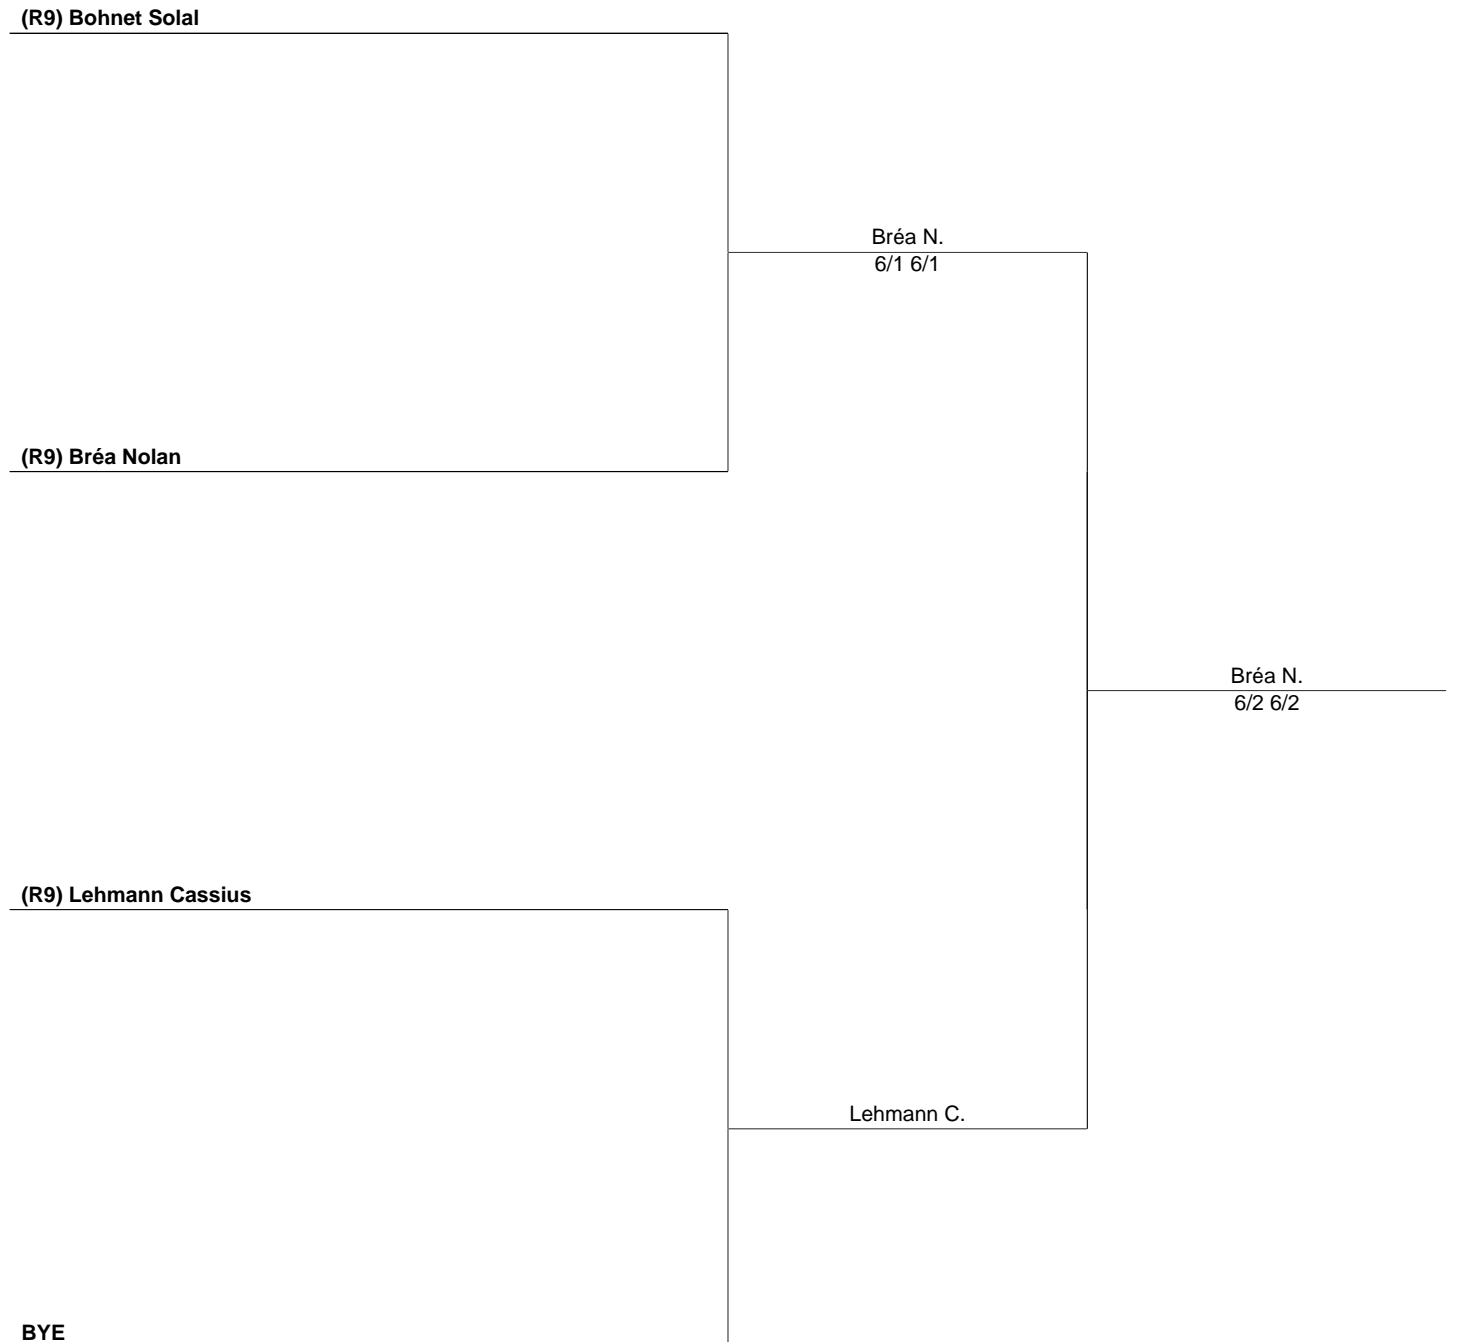 (R9) Bohnet Solal
Bréa N.
6/1 6/1
(R9) Bréa Nolan
Bréa N.
6/2 6/2
(R9) Lehmann Cassius
Lehmann C.
BYE